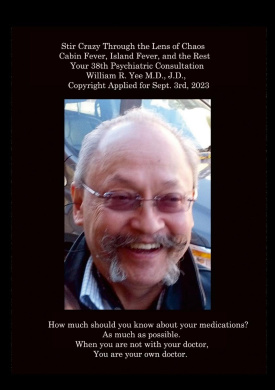 Stir Crazy Through the Lens of Chaos
Cabin Fever, Island Fever, and the Rest
Your 38th Psychiatric Consultation
William R. Yee M.D., J.D.,
Copyright Applied for Sept. 3rd, 2023
How much should you know about your medications?
As much as possible.
When you are not with your doctor,
You are your own doctor.